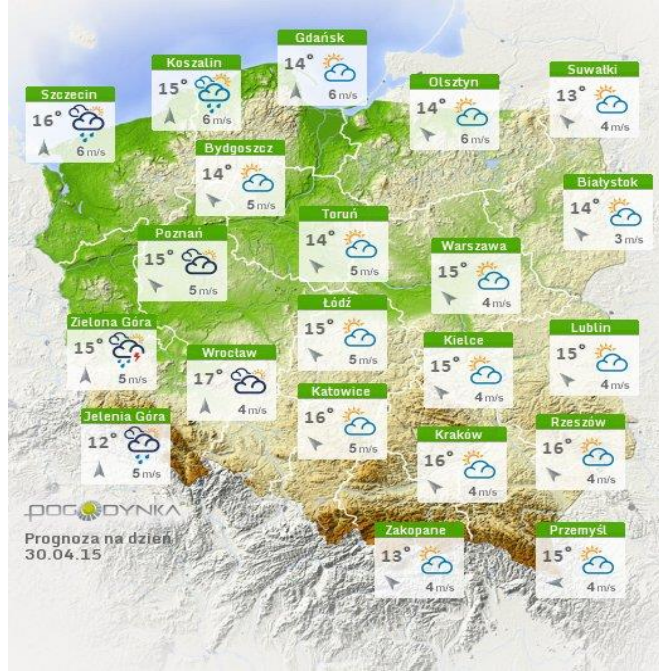 Gdańsk
14°
6 m/s
Koszalin
15°
6 m/s
Suwałki
13°
4 m/s
Olsztyn
14°
6 m/s
Szczecin
16°
6 m/s
Bydgoszcz
14°
5 m/s
Białystok
14°
3 m/s
Toruń
14°
5 m/s
Poznań
15°
5 m/s
Warszawa
15°
4 m/s
Łódź
15°
5 m/s
Zielona Góra
15°
5 m/s
Lublin
15°
4 m/s
Kielce
15°
4 m/s
Wrocław
17°
4 m/s
Katowice
16°
5 m/s
Jelenia Góra
12°
5 m/s
Rzeszów
16°
4 m/s
Kraków
16°
4 m/s
POGODYNKA
Prognoza na dzień
30.04.15
Zakopane
13°
4 m/s
Przemyśl
15°
4 m/s